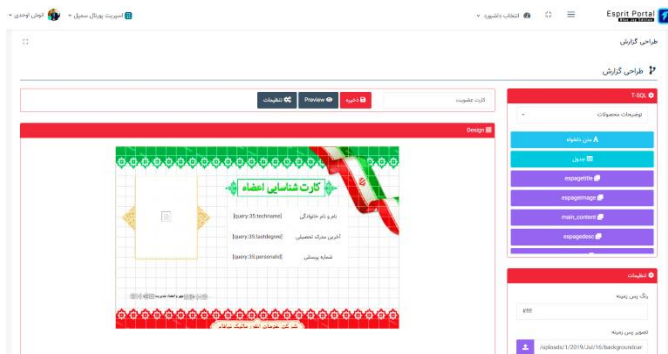 Esprit Portal
انتخاب داشبورد
اسپریت پورتال سمپل
انوش اوحدی
طراحی گزارش
طراحی گزارش
T-SQL
توضیحات محصولات
متن دلخواه
جدول
espagetitle
espageimage
main_content
espagedesc
کارت عضویت
ذخیره
Preview
تنظیمات
Design
کارت شناسایی اعضاء
نام و نام خانوادگی
[query:35:techname]
آخرین مدرک تحصیلی
[query:35:lastdegree]
شماره پرسنلی
[query:35:personalid]
تنظیمات
رنگ پس زمینه
#fff
تصویر پس زمینه
/uploads/1/2019/Jul/16/backgroundcar